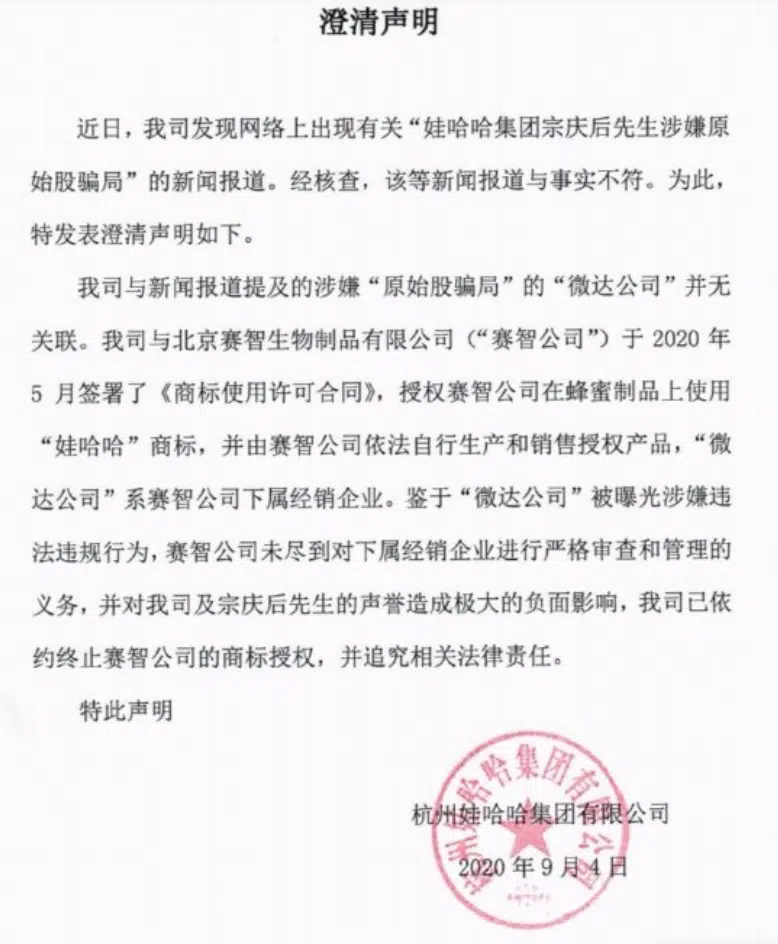 澄清声明
近日，我司发现网络上出现有关“娃哈哈集团宗庆后先生涉嫌原
始股骗局”的新闻报道。经核查，该等新闻报道与事实不符。为此，
特发表澄清声明如下。
我司与新闻报道提及的涉嫌“原始股骗局”的“微达公司”并无
关联。我司与北京赛智生物制品有限公司（“赛智公司”）于 2020 年
5 月签署了《商标使用许可合同》，授权赛智公司在蜂蜜制品上使用
“娃哈哈”商标，并由赛智公司依法自行生产和销售授权产品，“微
达公司”系赛智公司下属经销企业。鉴于“微达公司”被曝光涉嫌违
法违规行为，赛智公司未尽到对下属经销企业进行严格审查和管理的
义务，并对我司及宗庆后先生的声誉造成极大的负面影响，我司已依
约终止赛智公司的商标授权，并追究相关法律责任。
特此声明
杭州娃哈哈集团有限公司
杭州娃哈哈集团有限公司
2020 年 9 月 4 日